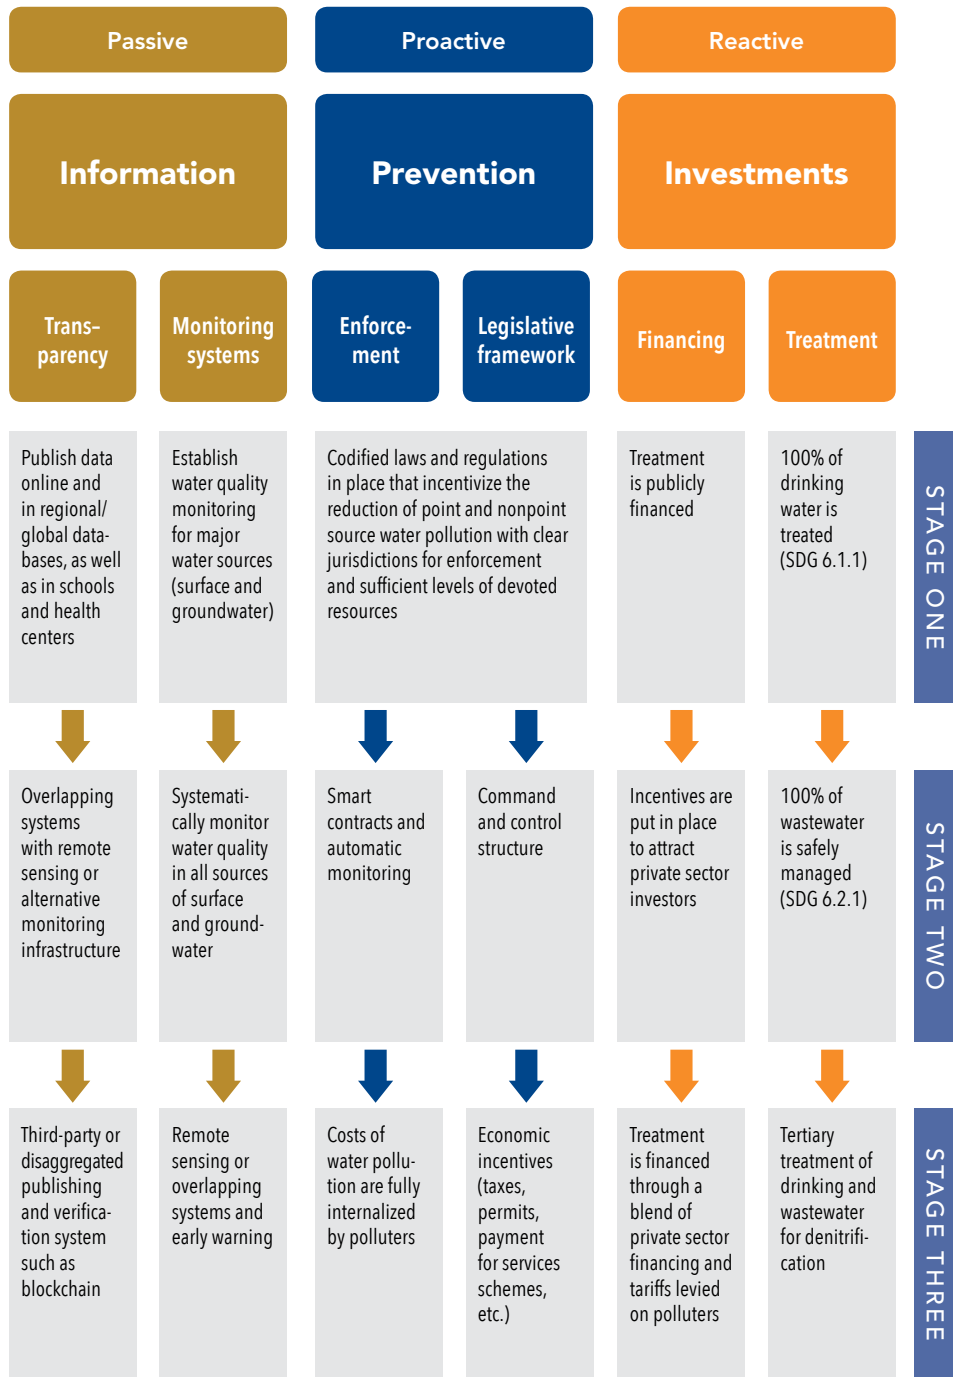 Passive
Proactive
Reactive
Information
Prevention
Investments
Trans–
parency
Monitoring
systems
Enforce-
ment
Legislative
framework
Financing
Treatment
Publish data
online and
in regional/
global data-
bases, as well
as in schools
and health
centers
Establish
water quality
monitoring
for major
water sources
(surface and
groundwater)
Codified laws and regulations
in place that incentivize the
reduction of point and nonpoint
source water pollution with clear
jurisdictions for enforcement
and sufficient levels of devoted
resources
Treatment
is publicly
financed
100% of
drinking
water is
treated
(SDG 6.1.1)
STAGE ONE
Overlapping
systems
with remote
sensing or
alternative
monitoring
infrastructure
Systemati-
cally monitor
water quality
in all sources
of surface
and ground-
water
Smart
contracts and
automatic
monitoring
Command
and control
structure
Incentives are
put in place
to attract
private sector
investors
100% of
wastewater
is safely
managed
(SDG 6.2.1)
STAGE TWO
Third-party or
disaggregated
publishing
and verifica-
tion system
such as
blockchain
Remote
sensing or
overlapping
systems and
early warning
Costs of
water pollu-
tion are fully
internalized
by polluters
Economic
incentives
(taxes,
permits,
payment
for services
schemes,
etc.)
Treatment
is financed
through a
blend of
private sector
financing and
tariffs levied
on polluters
Tertiary
treatment of
drinking and
wastewater
for denitrifi-
cation
STAGE THREE